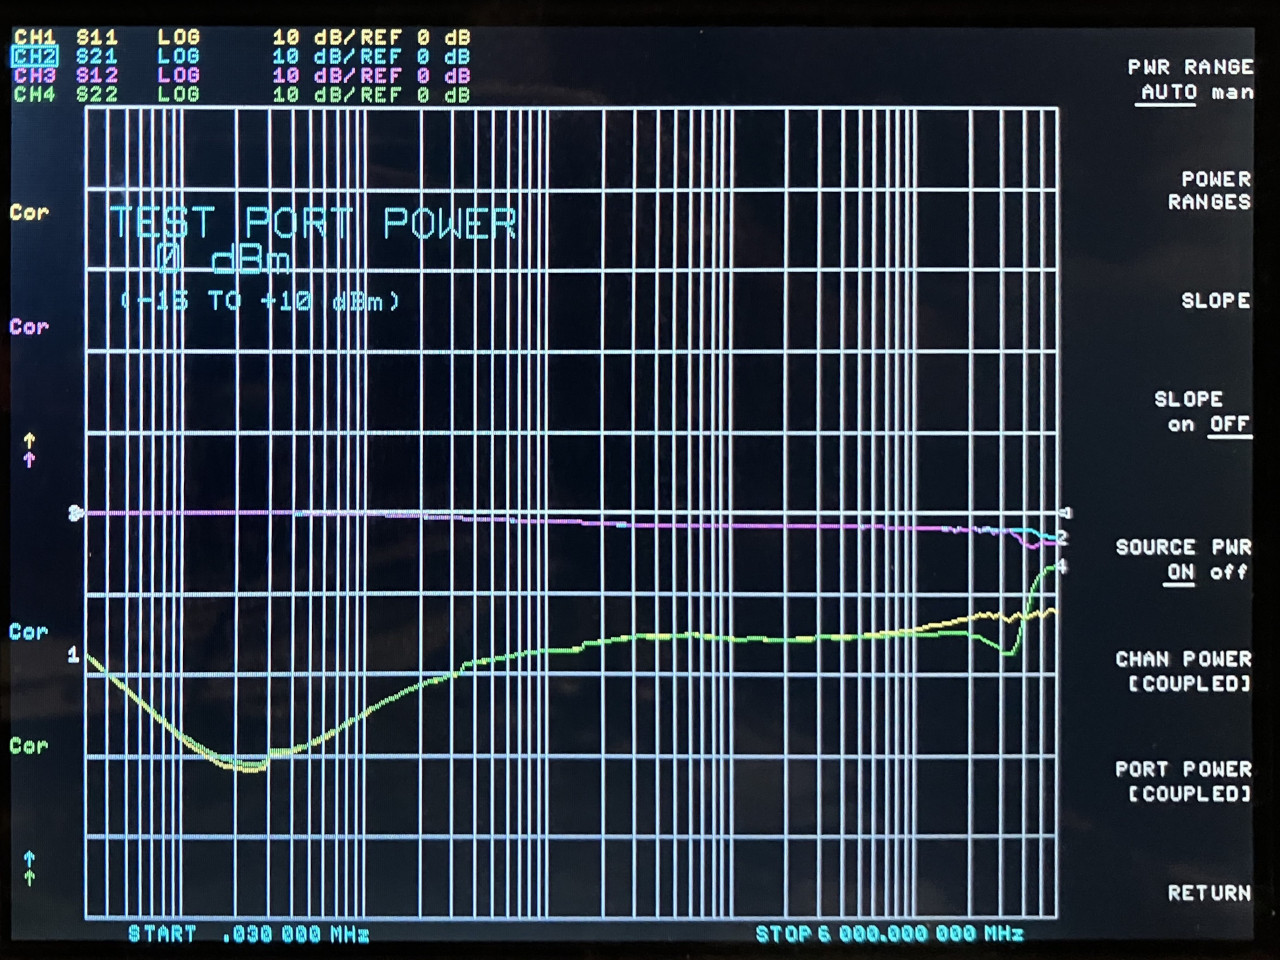 CH1 S11 LOG 10 dB/REF 0 dB
CH2 S21 LOG 10 dB/REF 0 dB
CH3 S12 LOG 10 dB/REF 0 dB
CH4 S22 LOG 10 dB/REF 0 dB
PWR RANGE
AUTO man
POWER
RANGES
Cor
TEST PORT POWER
0 dBm
(-15 TO +10 dBm)
SLOPE
Cor
SLOPE
on OFF
↑
↑
3
2
4
SOURCE PWR
ON off
Cor
1
CHAN POWER
[COUPLED]
Cor
PORT POWER
[COUPLED]
↑
↑
RETURN
START .030 000 MHz
STOP 6 000.000 000 MHz